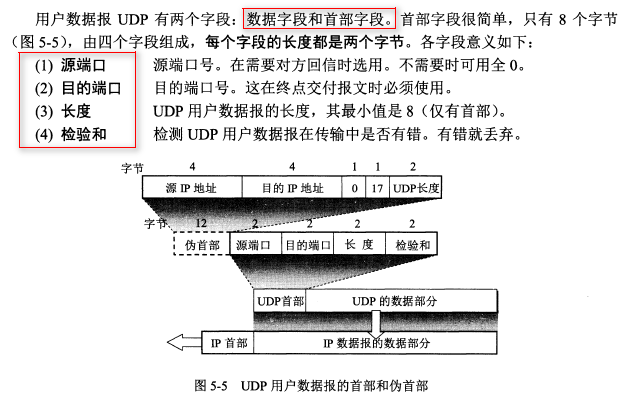 用户数据报 UDP 有两个字段：数据字段和首部字段。首部字段很简单，只有 8 个字节
（图 5-5），由四个字段组成，每个字段的长度都是两个字节。各字段意义如下：
(1) 源端口 源端口号。在需要对方回信时选用。不需要时可用全 0。
(2) 目的端口 目的端口号。这在终点交付报文时必须使用。
(3) 长度 UDP 用户数据报的长度，其最小值是 8（仅有首部）。
(4) 检验和 检测 UDP 用户数据报在传输中是否有错。有错就丢弃。
字节 4 4 1 1 2
源 IP 地址 目的 IP 地址 0 17 UDP长度
字节 12 2 2 2 2
伪首部 源端口 目的端口 长 度 检验和
UDP首部 UDP 的数据部分
IP 首部 IP 数据报的数据部分
图 5-5 UDP 用户数据报的首部和伪首部